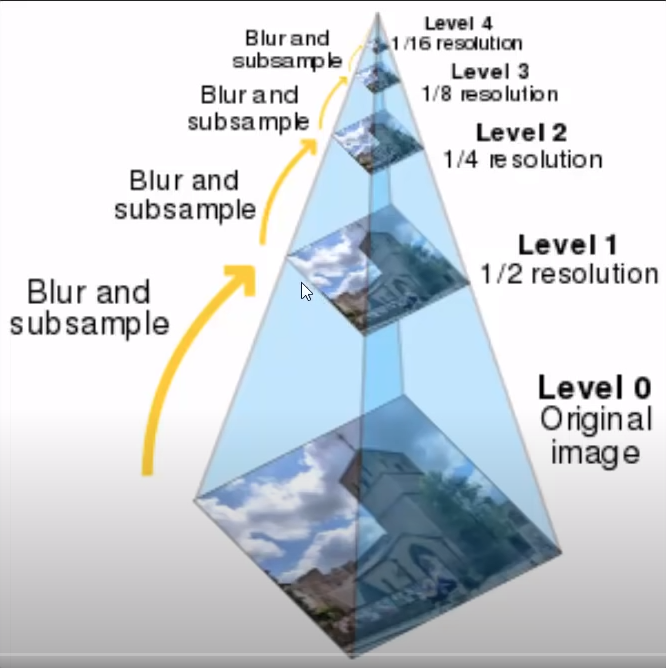 Level 4
1/16 resolution
Blur and
subsample
Level 3
1/8 resolution
Blur and
subsample
Level 2
1/4 resolution
Blur and
subsample
Level 1
1/2 resolution
Blur and
subsample
Level 0
Original
image